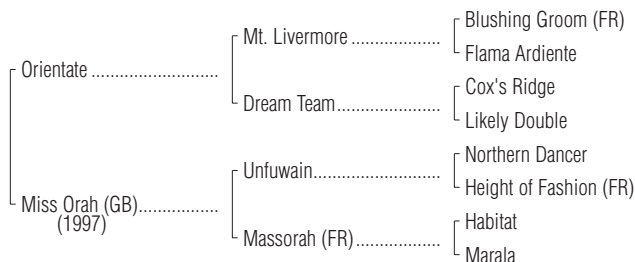 Blushing Groom (FR)
Mt. Livermore ....................
Flama Ardiente
Orientate ............................
Cox's Ridge
Dream Team.......................
Likely Double
Northern Dancer
Unfuwain.............................
Height of Fashion (FR)
Miss Orah (GB).................
(1997)
Habitat
Massorah (FR) ..................
Marala